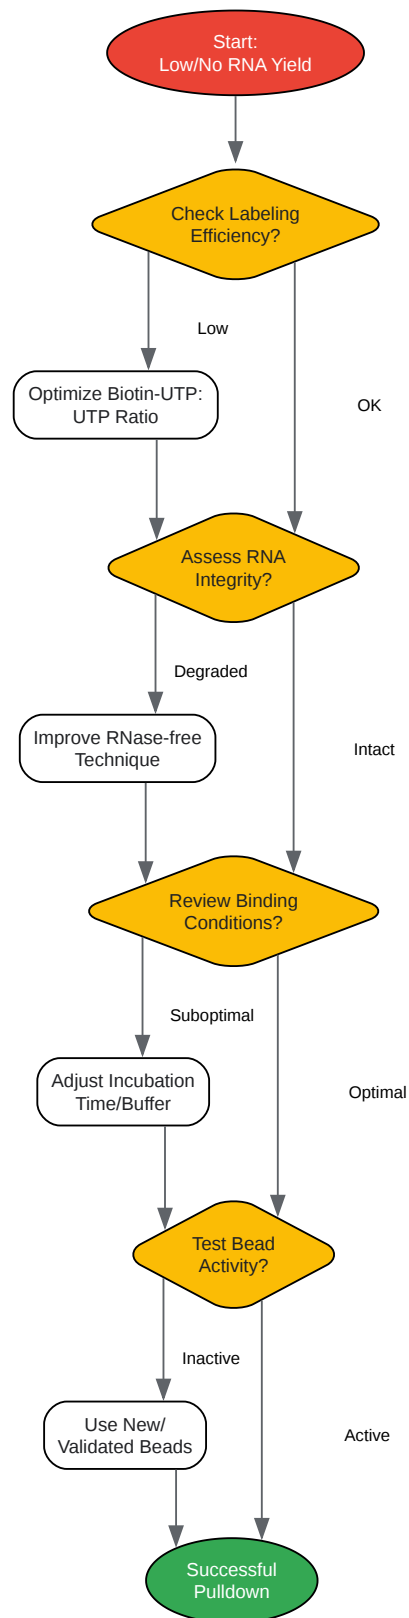 Start:
Low/No RNA Yield
Check Labeling
Efficiency?
Low
Optimize Biotin-UTP:
UTP Ratio
OK
Assess RNA
Integrity?
Degraded
Improve RNase-free
Technique
Intact
Review Binding
Conditions?
Suboptimal
Adjust Incubation
Time/Buffer
Optimal
Test Bead
Activity?
Inactive
Use New/
Validated Beads
Active
Successful
Pulldown